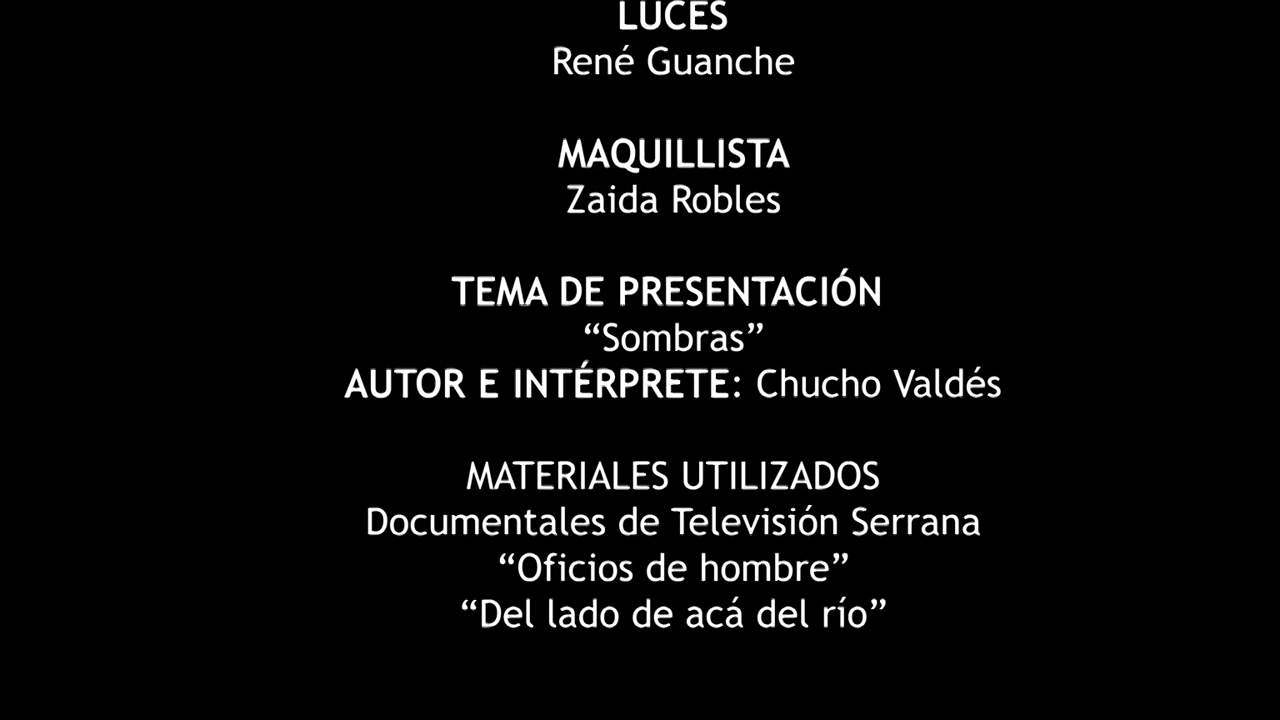 LUCES
René Guanche
MAQUILLISTA
Zaida Robles
TEMA DE PRESENTACIÓN
“Sombras”
AUTOR E INTÉRPRETE: Chucho Valdés
MATERIALES UTILIZADOS
Documentales de Televisión Serrana
“Oficios de hombre”
“Del lado de acá del río”